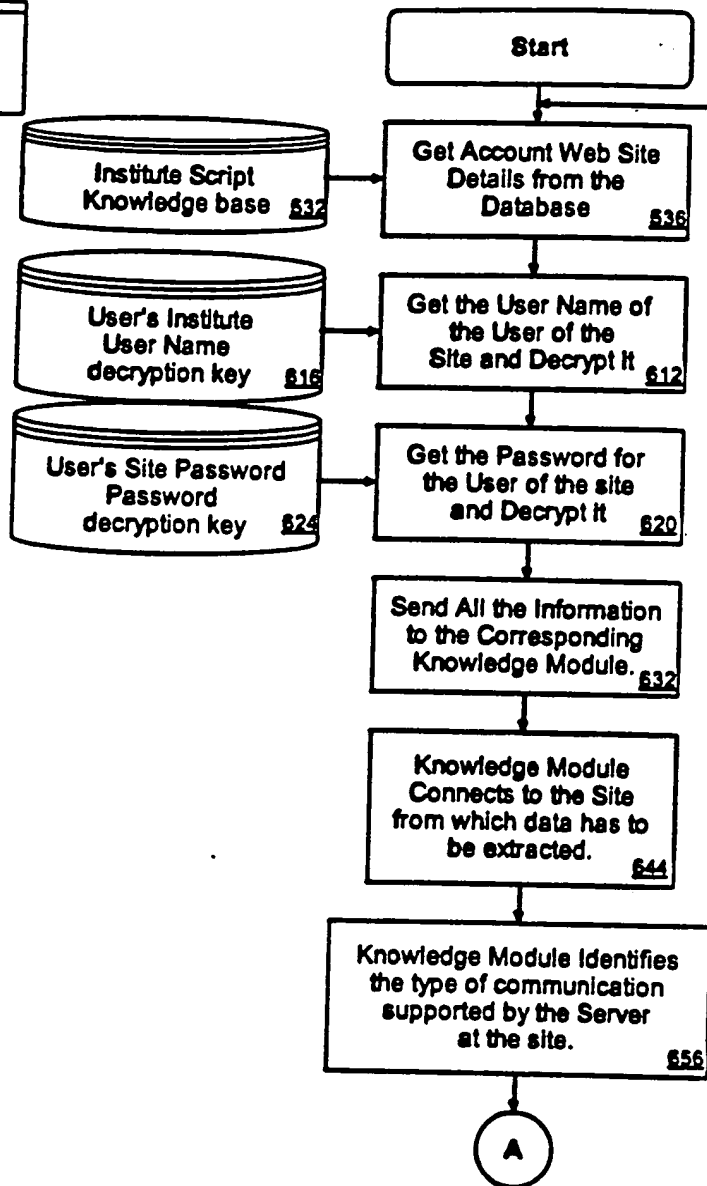 Start
Institute Script
Knowledge base 532
Get Account Web Site
Details from the
Database 536
User's Institute
User Name
decryption key 616
Get the User Name of
the User of the
Site and Decrypt It 612
User's Site Password
Password
decryption key 624
Get the Password for
the User of the site
and Decrypt It 620
Send All the Information
to the Corresponding
Knowledge Module. 632
Knowledge Module
Connects to the Site
from which data has to
be extracted. 644
Knowledge Module Identifies
the type of communication
supported by the Server
at the site. 656
A